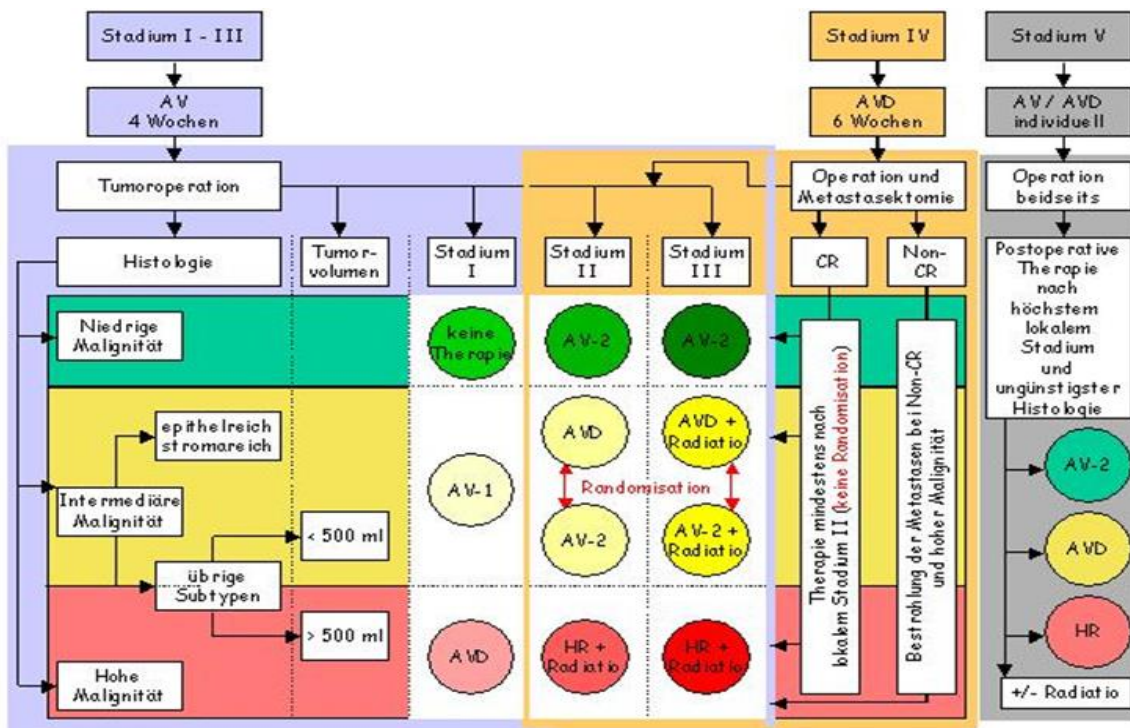 Stadium I - III
Stadium IV
Stadium V
AV
4 Wochen
AVD
6 Wochen
AV / AVD
individuell
Tumoroperation
Operation und
Metastasektomie
Operation
beidseits
Histologie
Tumor-
volumen
Stadium
I
Stadium
II
Stadium
III
CR
Non-
CR
Postoperative
Therapie
nach
höchstem
lokalem
Stadium
und
ungünstigster
Histologie
Niedrige
Malignität
keine
Therapie
AV-2
AV-2
epithelreich
stromareich
AVD
AVD +
Radiatio
Intermediäre
Malignität
AV-1
Randomisation
< 500 ml
AV-2
AV-2 +
Radiatio
übrige
Subtypen
> 500 ml
AVD
HR +
Radiatio
HR +
Radiatio
Hohe
Malignität
Therapie mindestens nach
lokalem Stadium II (keine Randomisation)
Bestrahlung der Metastasen bei Non-CR
und hoher Malignität
AV-2
AVD
HR
+/- Radiatio